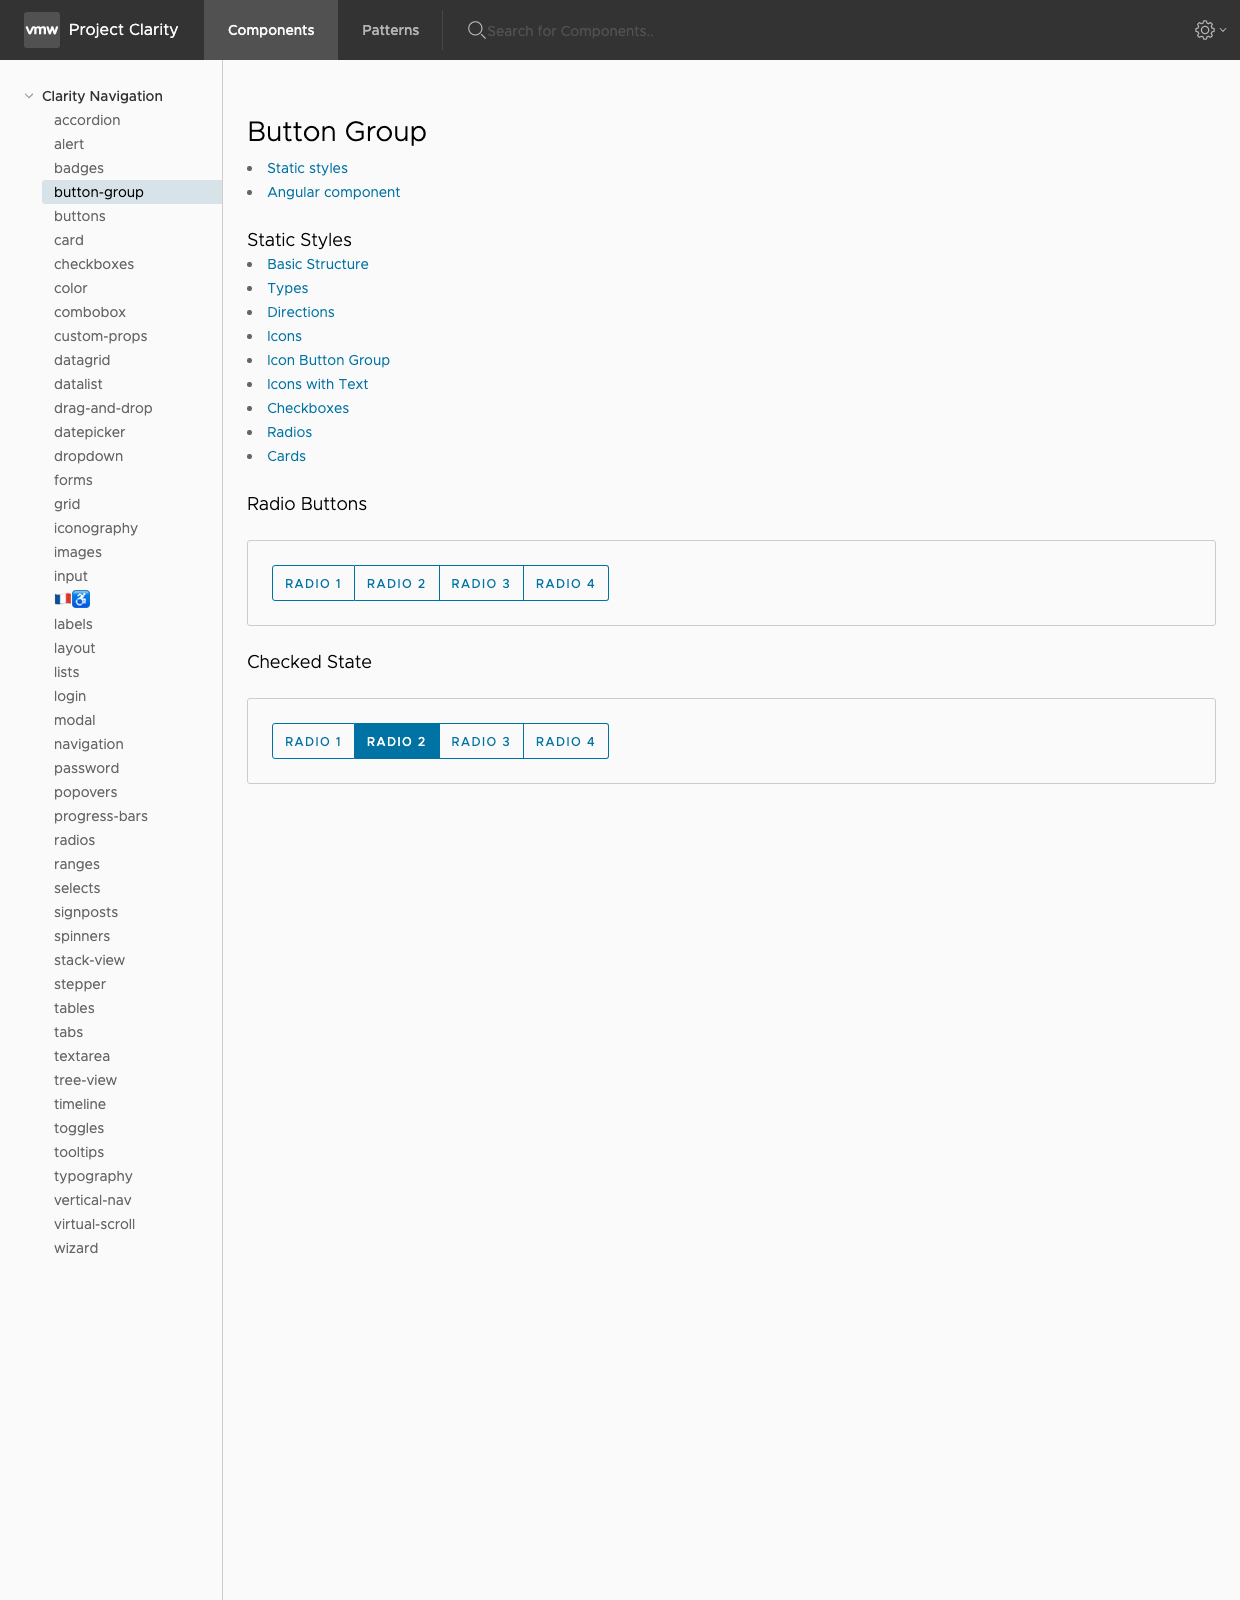 vmw Project Clarity Components Patterns Search for Components..
Clarity Navigation
accordion
alert
badges
button-group
buttons
card
checkboxes
color
combobox
custom-props
datagrid
datalist
drag-and-drop
datepicker
dropdown
forms
grid
iconography
images
input
🇫🇷♿
labels
layout
lists
login
modal
navigation
password
popovers
progress-bars
radios
ranges
selects
signposts
spinners
stack-view
stepper
tables
tabs
textarea
tree-view
timeline
toggles
tooltips
typography
vertical-nav
virtual-scroll
wizard
Button Group
Static styles
Angular component
Static Styles
Basic Structure
Types
Directions
Icons
Icon Button Group
Icons with Text
Checkboxes
Radios
Cards
Radio Buttons
RADIO 1 RADIO 2 RADIO 3 RADIO 4
Checked State
RADIO 1 RADIO 2 RADIO 3 RADIO 4